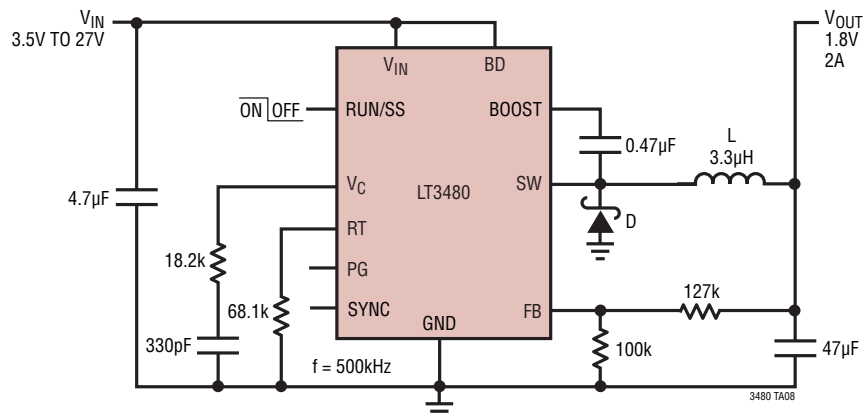 VIN
3.5V TO 27V
VOUT
1.8V
2A
VIN
BD
ON OFF
RUN/SS
BOOST
0.47µF
L
3.3µH
4.7µF
VC
LT3480
SW
D
18.2k
RT
68.1k
PG
127k
SYNC
FB
GND
330pF
f = 500kHz
100k
47µF
3480 TA08